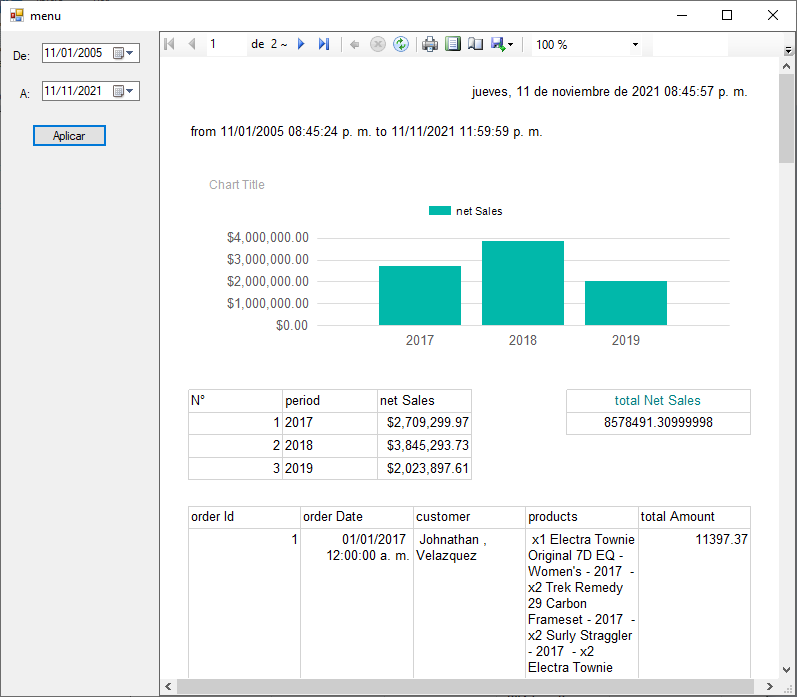 menu
De: 11/01/2005
A: 11/11/2021
Aplicar
1 de 2 ~ 100 %
jueves, 11 de noviembre de 2021 08:45:57 p. m.
from 11/01/2005 08:45:24 p. m. to 11/11/2021 11:59:59 p. m.
Chart Title
net Sales
$4,000,000.00
$3,000,000.00
$2,000,000.00
$1,000,000.00
$0.00
2017 2018 2019
N° period net Sales
1 2017 $2,709,299.97
2 2018 $3,845,293.73
3 2019 $2,023,897.61
total Net Sales
8578491.30999998
order Id order Date customer products total Amount
1 01/01/2017 Johnathan , x1 Electra Townie 11397.37
12:00:00 a. m. Velazquez Original 7D EQ -
Women's - 2017 -
x2 Trek Remedy
29 Carbon
Frameset - 2017 -
x2 Surly Straggler
- 2017 - x2
Electra Townie